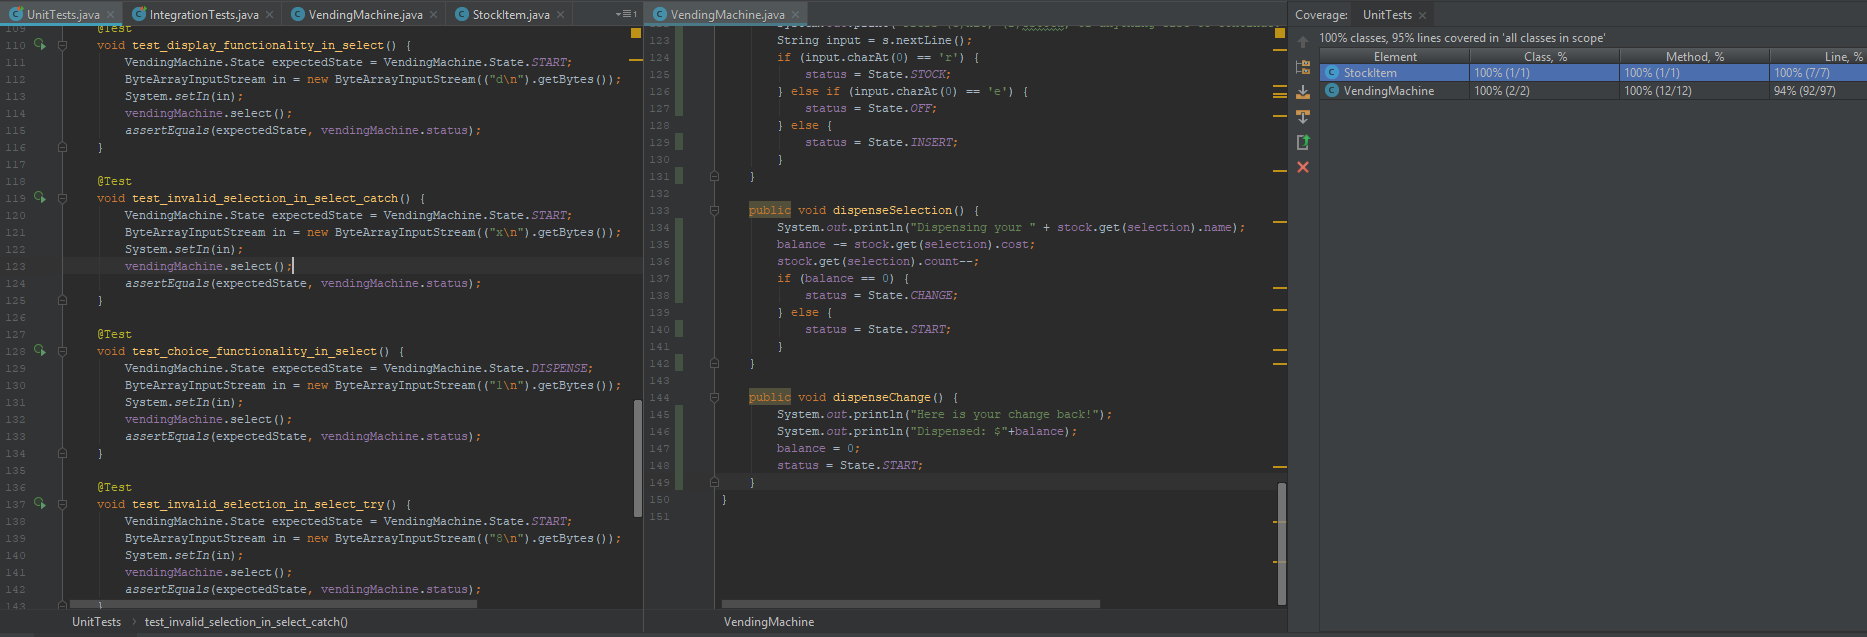 UnitTests.java
IntegrationTests.java
VendingMachine.java
StockItem.java
1
109 @Test
110 void test_display_functionality_in_select() {
111 VendingMachine.State expectedState = VendingMachine.State.START;
112 ByteArrayInputStream in = new ByteArrayInputStream(("d\n").getBytes());
113 System.setIn(in);
114 vendingMachine.select();
115 assertEquals(expectedState, vendingMachine.status);
116 }
117
118 @Test
119 void test_invalid_selection_in_select_catch() {
120 VendingMachine.State expectedState = VendingMachine.State.START;
121 ByteArrayInputStream in = new ByteArrayInputStream(("x\n").getBytes());
122 System.setIn(in);
123 vendingMachine.select();
124 assertEquals(expectedState, vendingMachine.status);
125 }
126
127 @Test
128 void test_choice_functionality_in_select() {
129 VendingMachine.State expectedState = VendingMachine.State.DISPENSE;
130 ByteArrayInputStream in = new ByteArrayInputStream(("1\n").getBytes());
131 System.setIn(in);
132 vendingMachine.select();
133 assertEquals(expectedState, vendingMachine.status);
134 }
135
136 @Test
137 void test_invalid_selection_in_select_try() {
138 VendingMachine.State expectedState = VendingMachine.State.START;
139 ByteArrayInputStream in = new ByteArrayInputStream(("8\n").getBytes());
140 System.setIn(in);
141 vendingMachine.select();
142 assertEquals(expectedState, vendingMachine.status);
143 }
UnitTests test_invalid_selection_in_select_catch()
VendingMachine.java
123 String input = s.nextLine();
124 if (input.charAt(0) == 'r') {
125 status = State.STOCK;
126 } else if (input.charAt(0) == 'e') {
127 status = State.OFF;
128 } else {
129 status = State.INSERT;
130 }
131 }
132
133 public void dispenseSelection() {
134 System.out.println("Dispensing your " + stock.get(selection).name);
135 balance -= stock.get(selection).cost;
136 stock.get(selection).count--;
137 if (balance == 0) {
138 status = State.CHANGE;
139 } else {
140 status = State.START;
141 }
142 }
143
144 public void dispenseChange() {
145 System.out.println("Here is your change back!");
146 System.out.println("Dispensed: $"+balance);
147 balance = 0;
148 status = State.START;
149 }
150 }
151
VendingMachine
Coverage: UnitTests
100% classes, 95% lines covered in 'all classes in scope'
Element Class, % Method, % Line, %
StockItem 100% (1/1) 100% (1/1) 100% (7/7)
VendingMachine 100% (2/2) 100% (12/12) 94% (92/97)